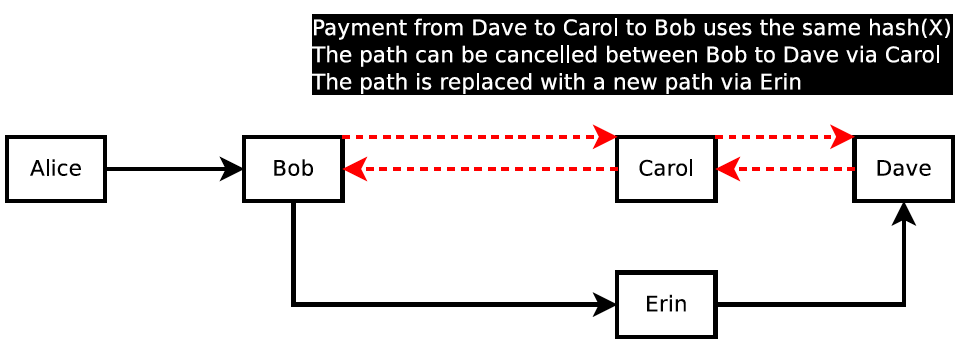 Payment from Dave to Carol to Bob uses the same hash(X)
The path can be cancelled between Bob to Dave via Carol
The path is replaced with a new path via Erin
Alice
Bob
Carol
Dave
Erin